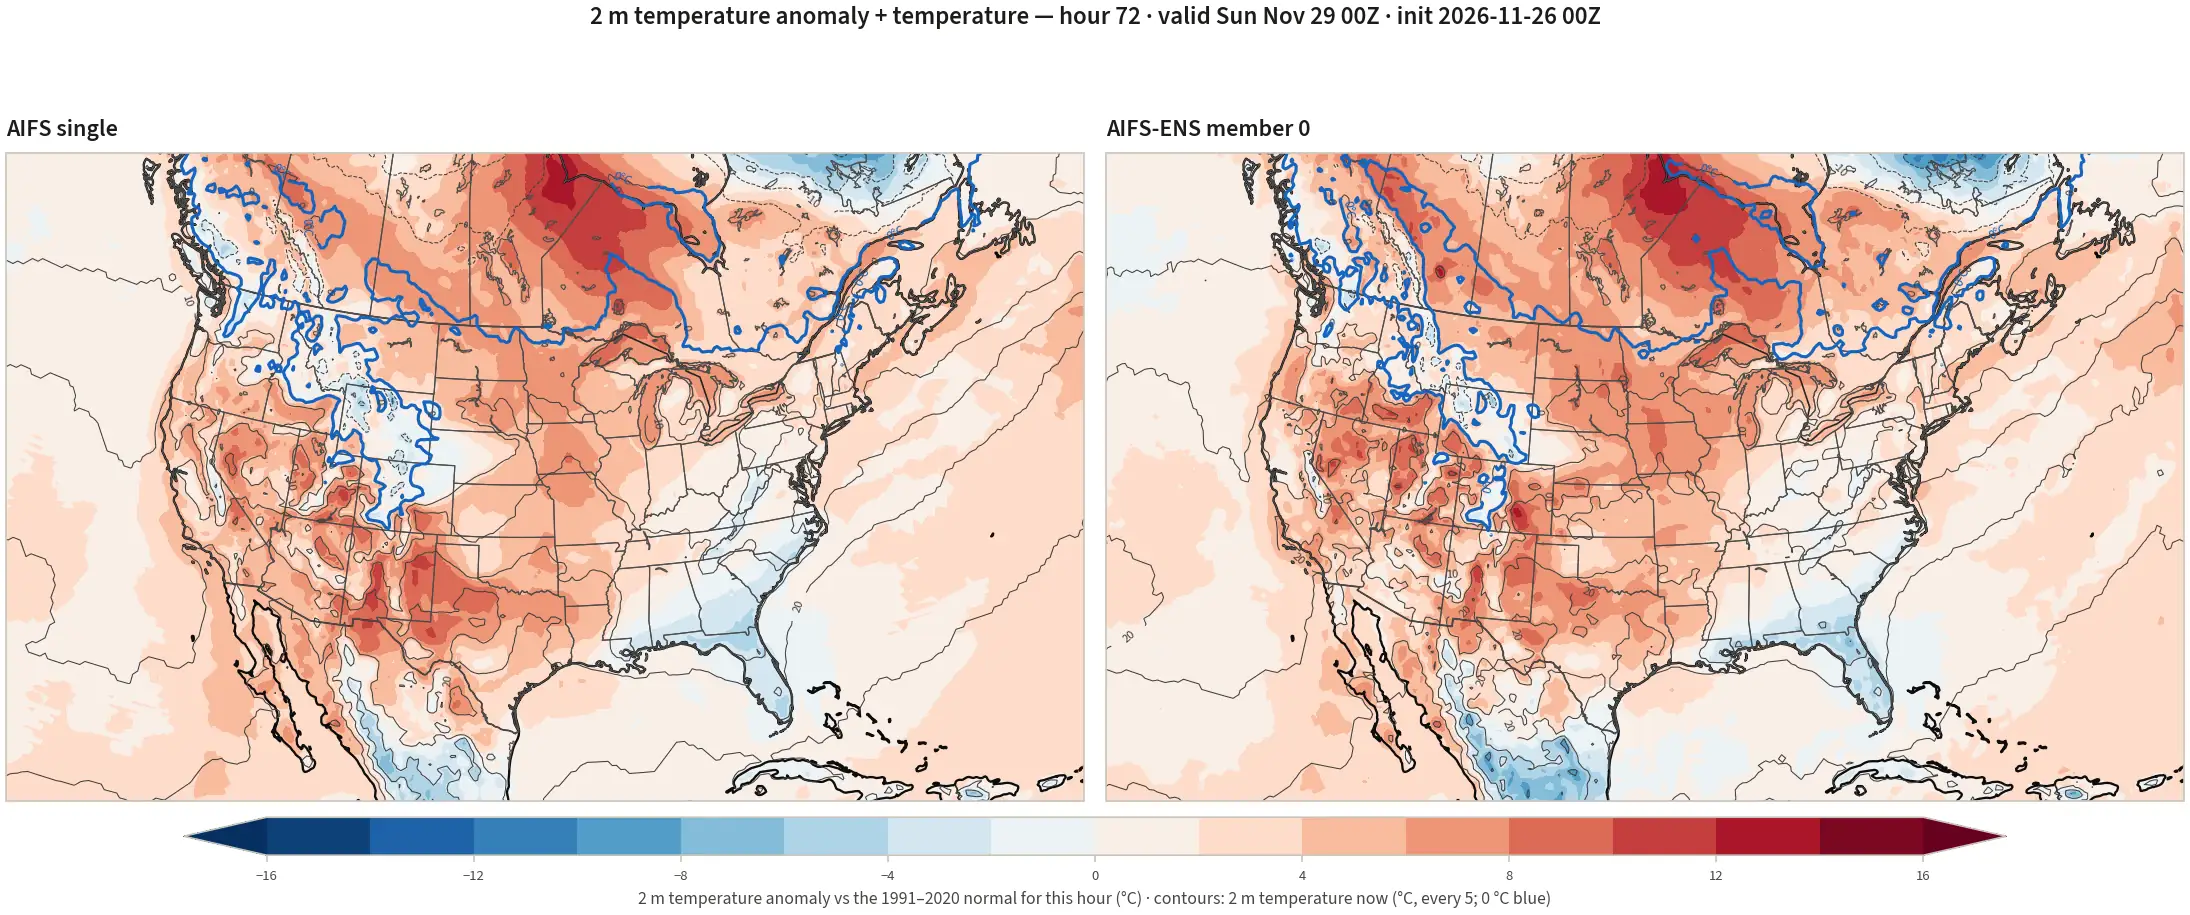 2 m temperature anomaly + temperature — hour 72 · valid Sun Nov 29 00Z · init 2026-11-26 00Z
AIFS single
AIFS-ENS member 0
−16 −12 −8 −4 0 4 8 12 16
2 m temperature anomaly vs the 1991–2020 normal for this hour (°C) · contours: 2 m temperature now (°C, every 5; 0 °C blue)